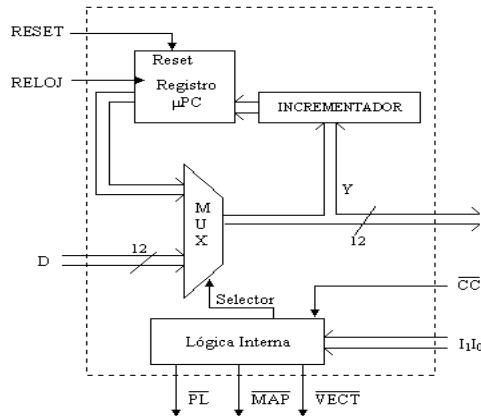 RESET
Reset
RELOJ
Registro
μPC
INCREMENTADOR
M
U
X
Y
12
12
D
Selector
CC
Lógica Interna
I₁I₀
PL
MAP
VECT